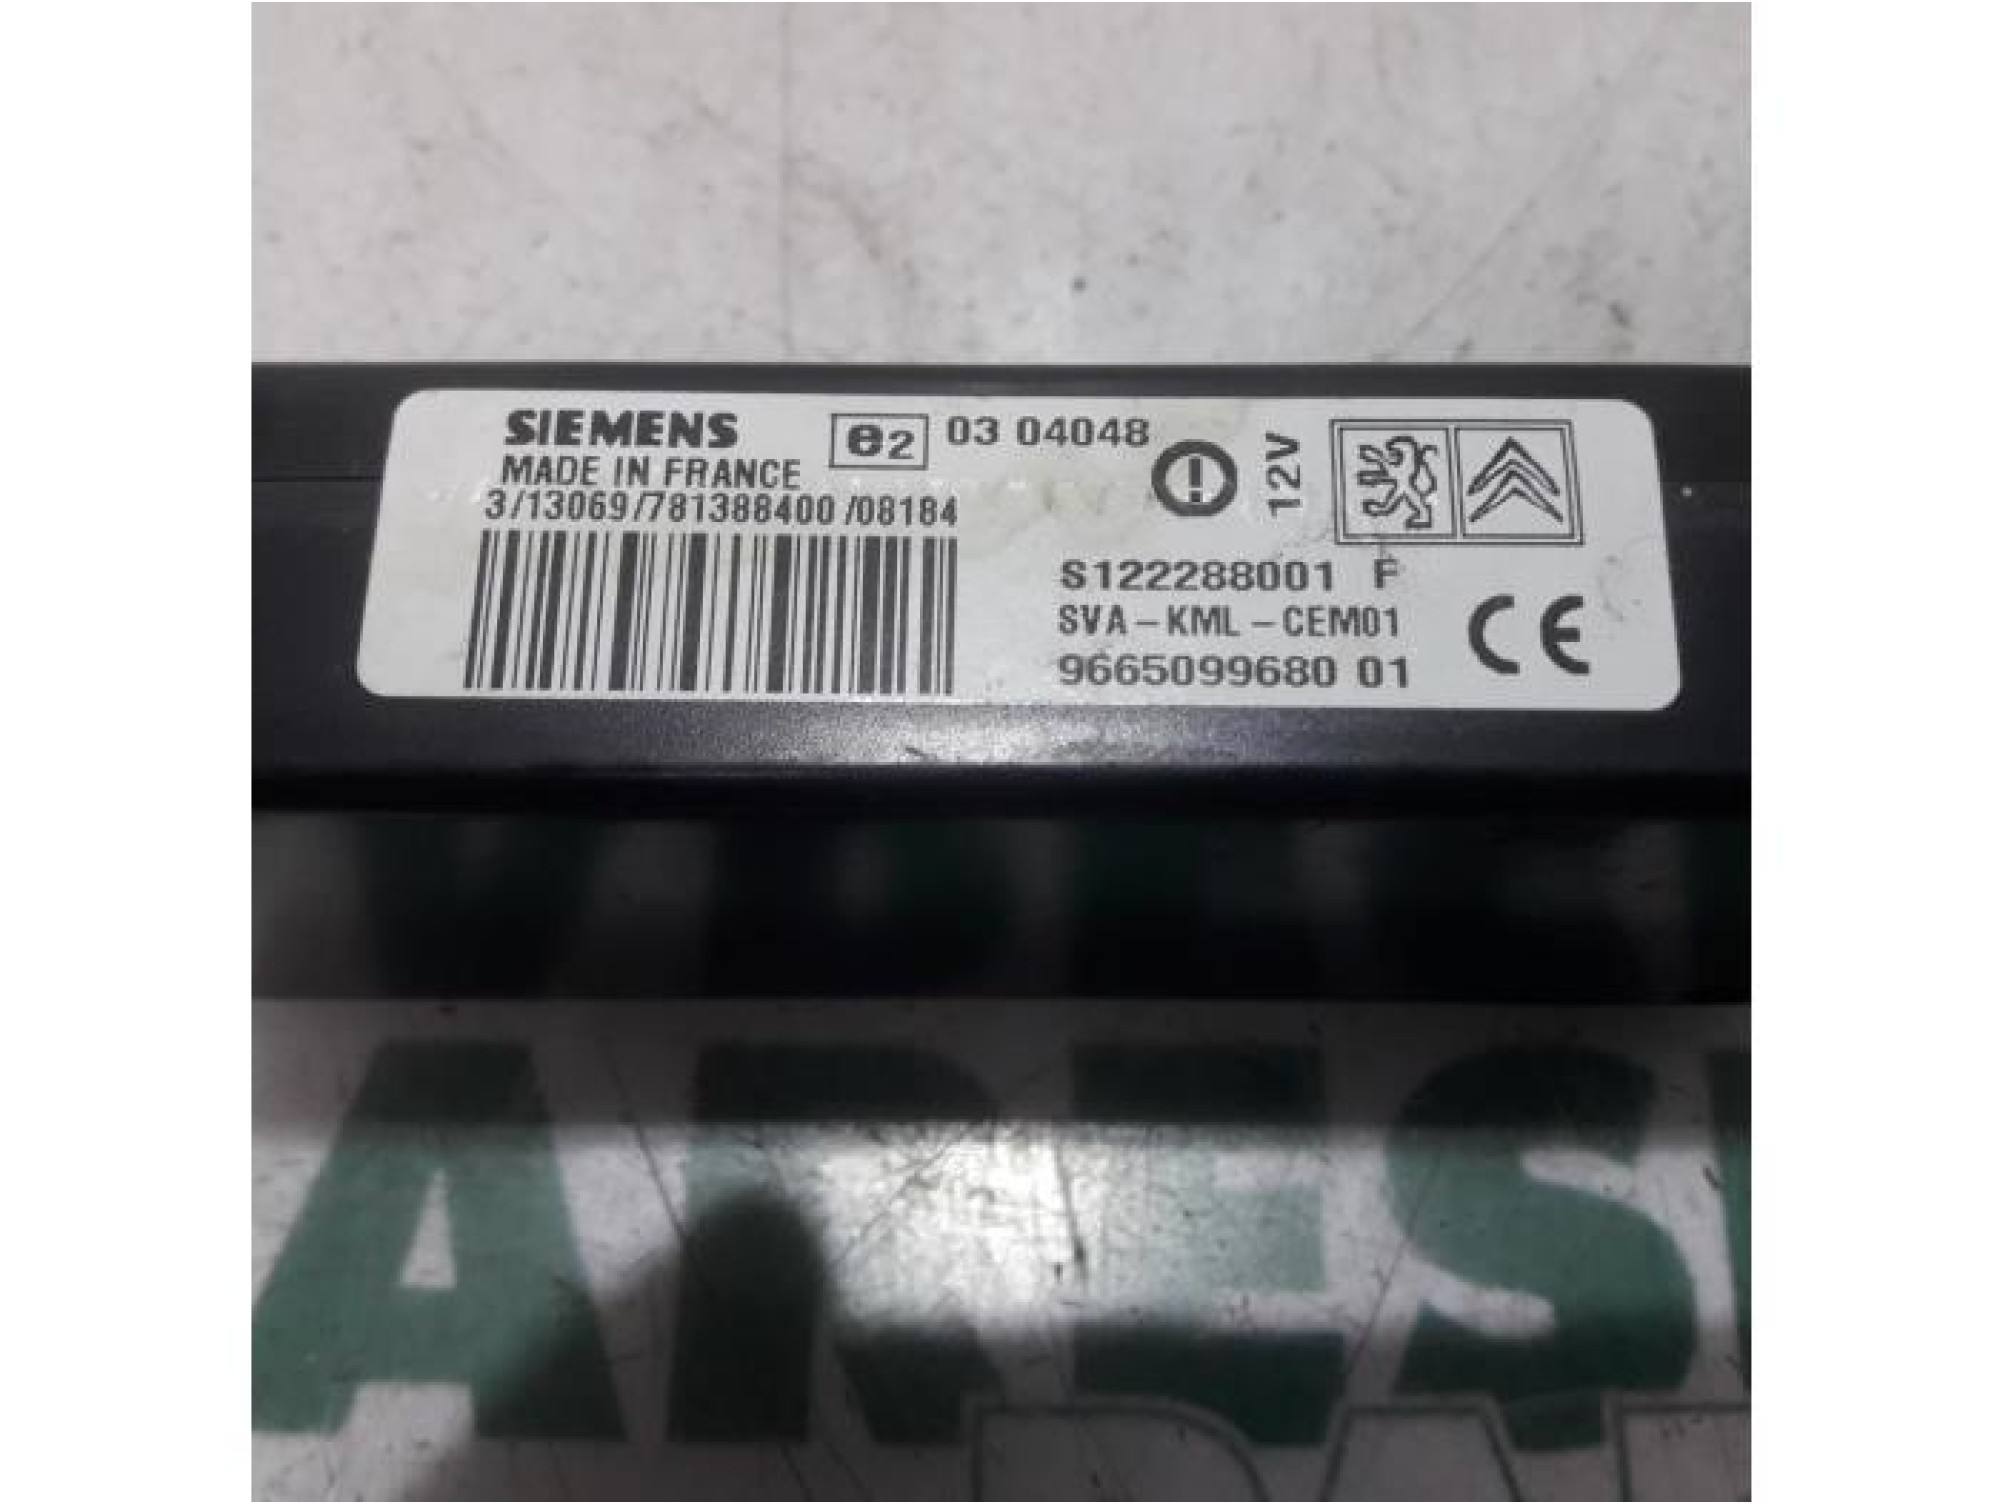 SIEMENS
MADE IN FRANCE
e2 03 04048
12V
3/13069/781388400/08184
S122288001 F
SVA-KML-CEM01
9665099680 01
CE
ARES